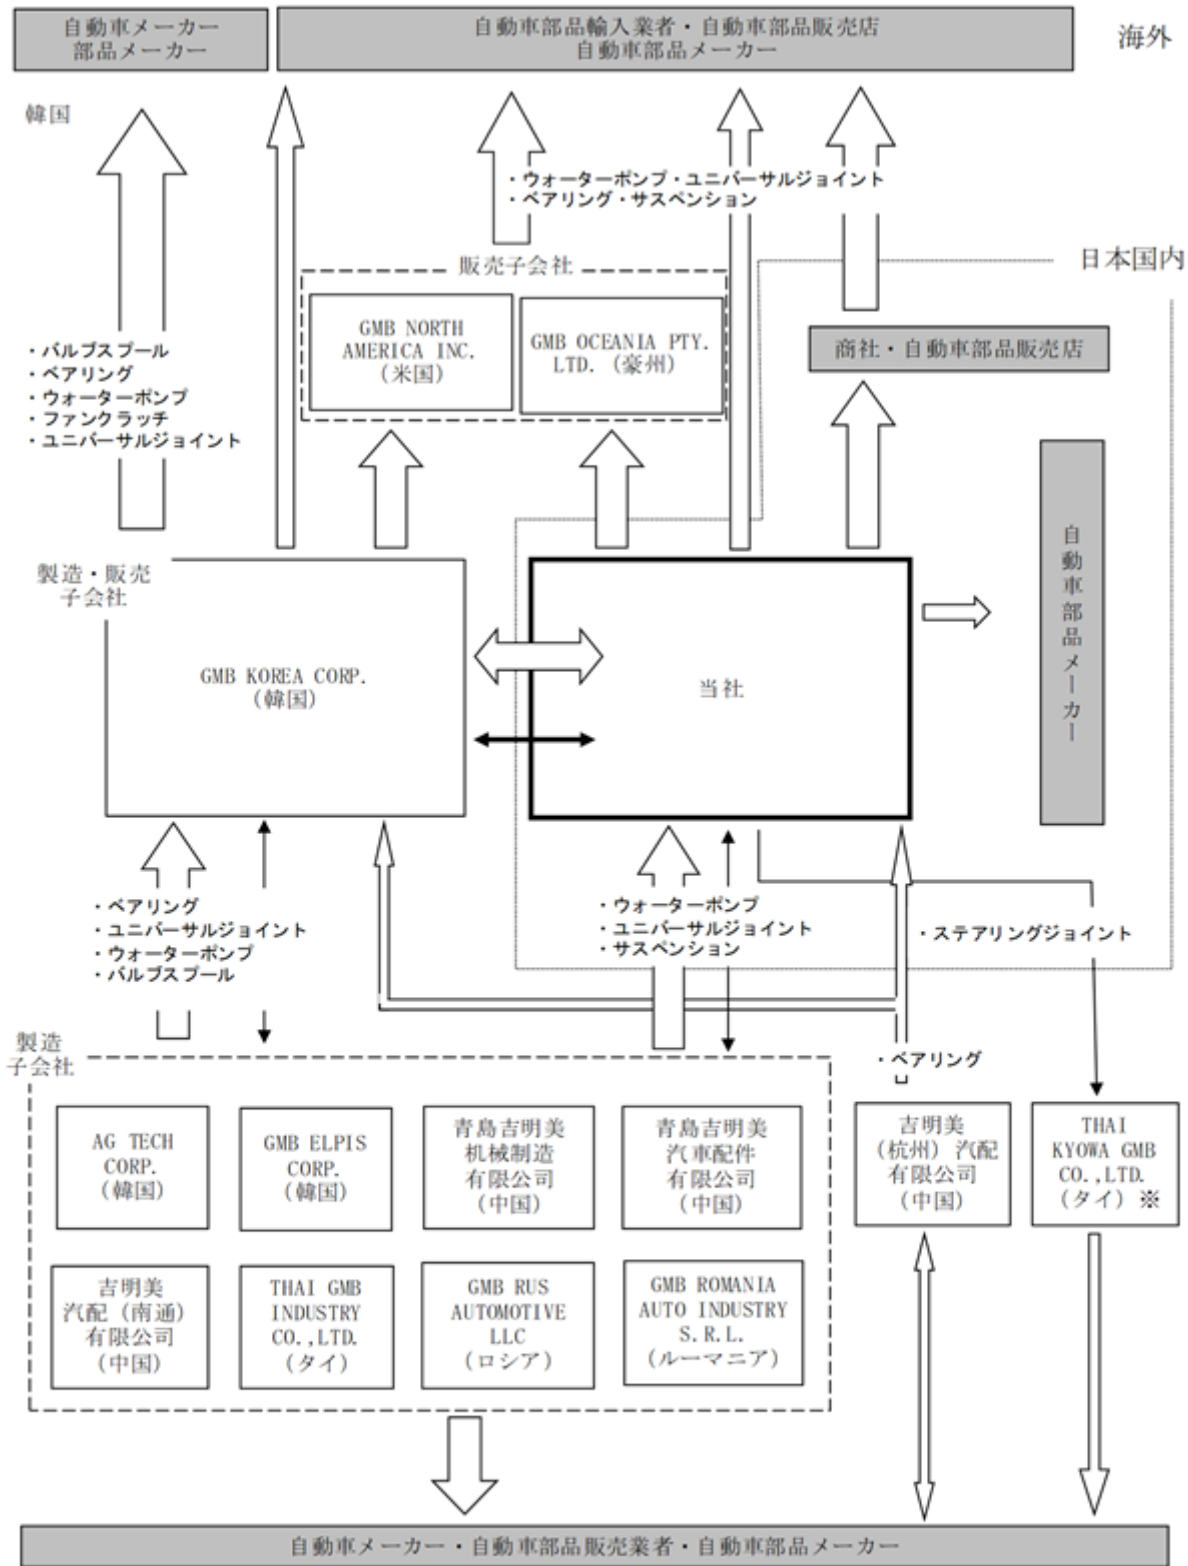 自動車メーカー
部品メーカー
自動車部品輸入業者・自動車部品販売店
自動車部品メーカー
海外
韓国
・ウォーターポンプ・ユニバーサルジョイント
・ベアリング・サスペンション
日本国内
販売子会社
GMB NORTH
AMERICA INC.
(米国)
GMB OCEANIA PTY.
LTD. (豪州)
商社・自動車部品販売店
・バルブスプール
・ベアリング
・ウォーターポンプ
・ファンクラッチ
・ユニバーサルジョイント
自動車部品メーカー
製造・販売
子会社
GMB KOREA CORP.
(韓国)
当社
・ベアリング
・ユニバーサルジョイント
・ウォーターポンプ
・バルブスプール
・ウォーターポンプ
・ユニバーサルジョイント
・サスペンション
・ステアリングジョイント
・ベアリング
製造
子会社
AG TECH
CORP.
(韓国)
GMB ELPIS
CORP.
(韓国)
青島吉明美
机械制造
有限公司
(中国)
青島吉明美
汽車配件
有限公司
(中国)
吉明美
(杭州) 汽配
有限公司
(中国)
THAI
KYOWA GMB
CO.,LTD.
(タイ) ※
吉明美
汽配 (南通)
有限公司
(中国)
THAI GMB
INDUSTRY
CO.,LTD.
(タイ)
GMB RUS
AUTOMOTIVE
LLC
(ロシア)
GMB ROMANIA
AUTO INDUSTRY
S.R.L.
(ルーマニア)
自動車メーカー・自動車部品販売業者・自動車部品メーカー